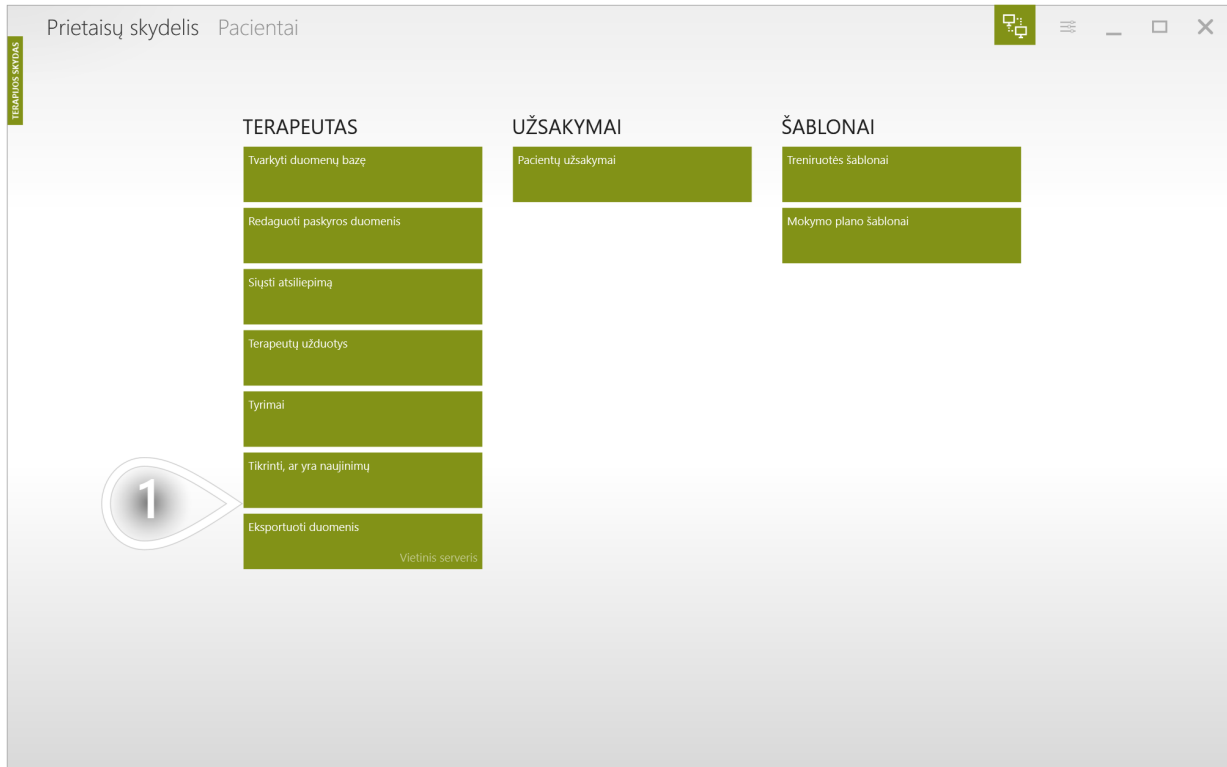 Prietaisų skydelis Pacientai
TERAPIJOS SKYDAS
TERAPEUTAS
Tvarkyti duomenų bazę
Redaguoti paskyros duomenis
Siųsti atsiliepimą
Terapeutų užduotys
Tyrimai
Tikrinti, ar yra naujinimų
1
Eksportuoti duomenis
Vietinis serveris
UŽSAKYMAI
Pacientų užsakymai
ŠABLONAI
Treniruotės šablonai
Mokymo plano šablonai